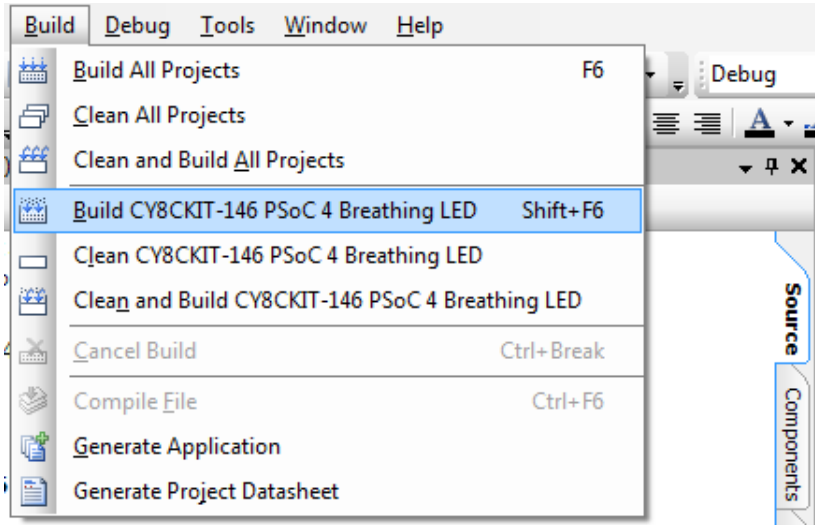 Build Debug Tools Window Help
Build All Projects F6
Debug
Clean All Projects
A
Clean and Build All Projects
Build CY8CKIT-146 PSoC 4 Breathing LED Shift+F6
Clean CY8CKIT-146 PSoC 4 Breathing LED
Clean and Build CY8CKIT-146 PSoC 4 Breathing LED
Source
Cancel Build Ctrl+Break
Compile File Ctrl+F6
Components
Generate Application
Generate Project Datasheet